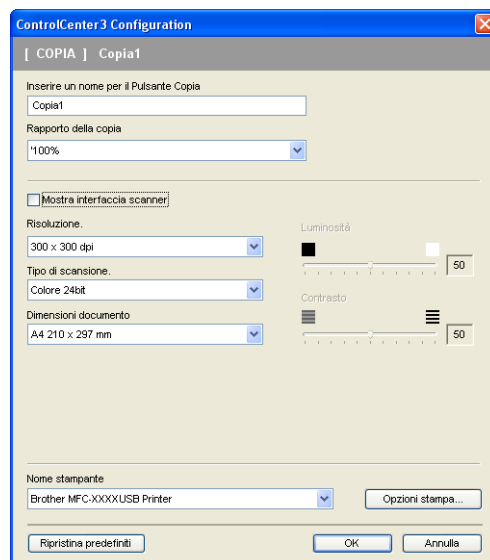 ControlCenter3 Configuration
[ COPIA ] Copia1
Inserire un nome per il Pulsante Copia
Copia1
Rapporto della copia
'100%
Mostra interfaccia scanner
Risoluzione.
300 x 300 dpi
Tipo di scansione.
Colore 24bit
Dimensioni documento
A4 210 x 297 mm
Luminosità
50
Contrasto
50
Nome stampante
Brother MFC-XXXXUSB Printer
Opzioni stampa...
Ripristina predefiniti
OK
Annulla